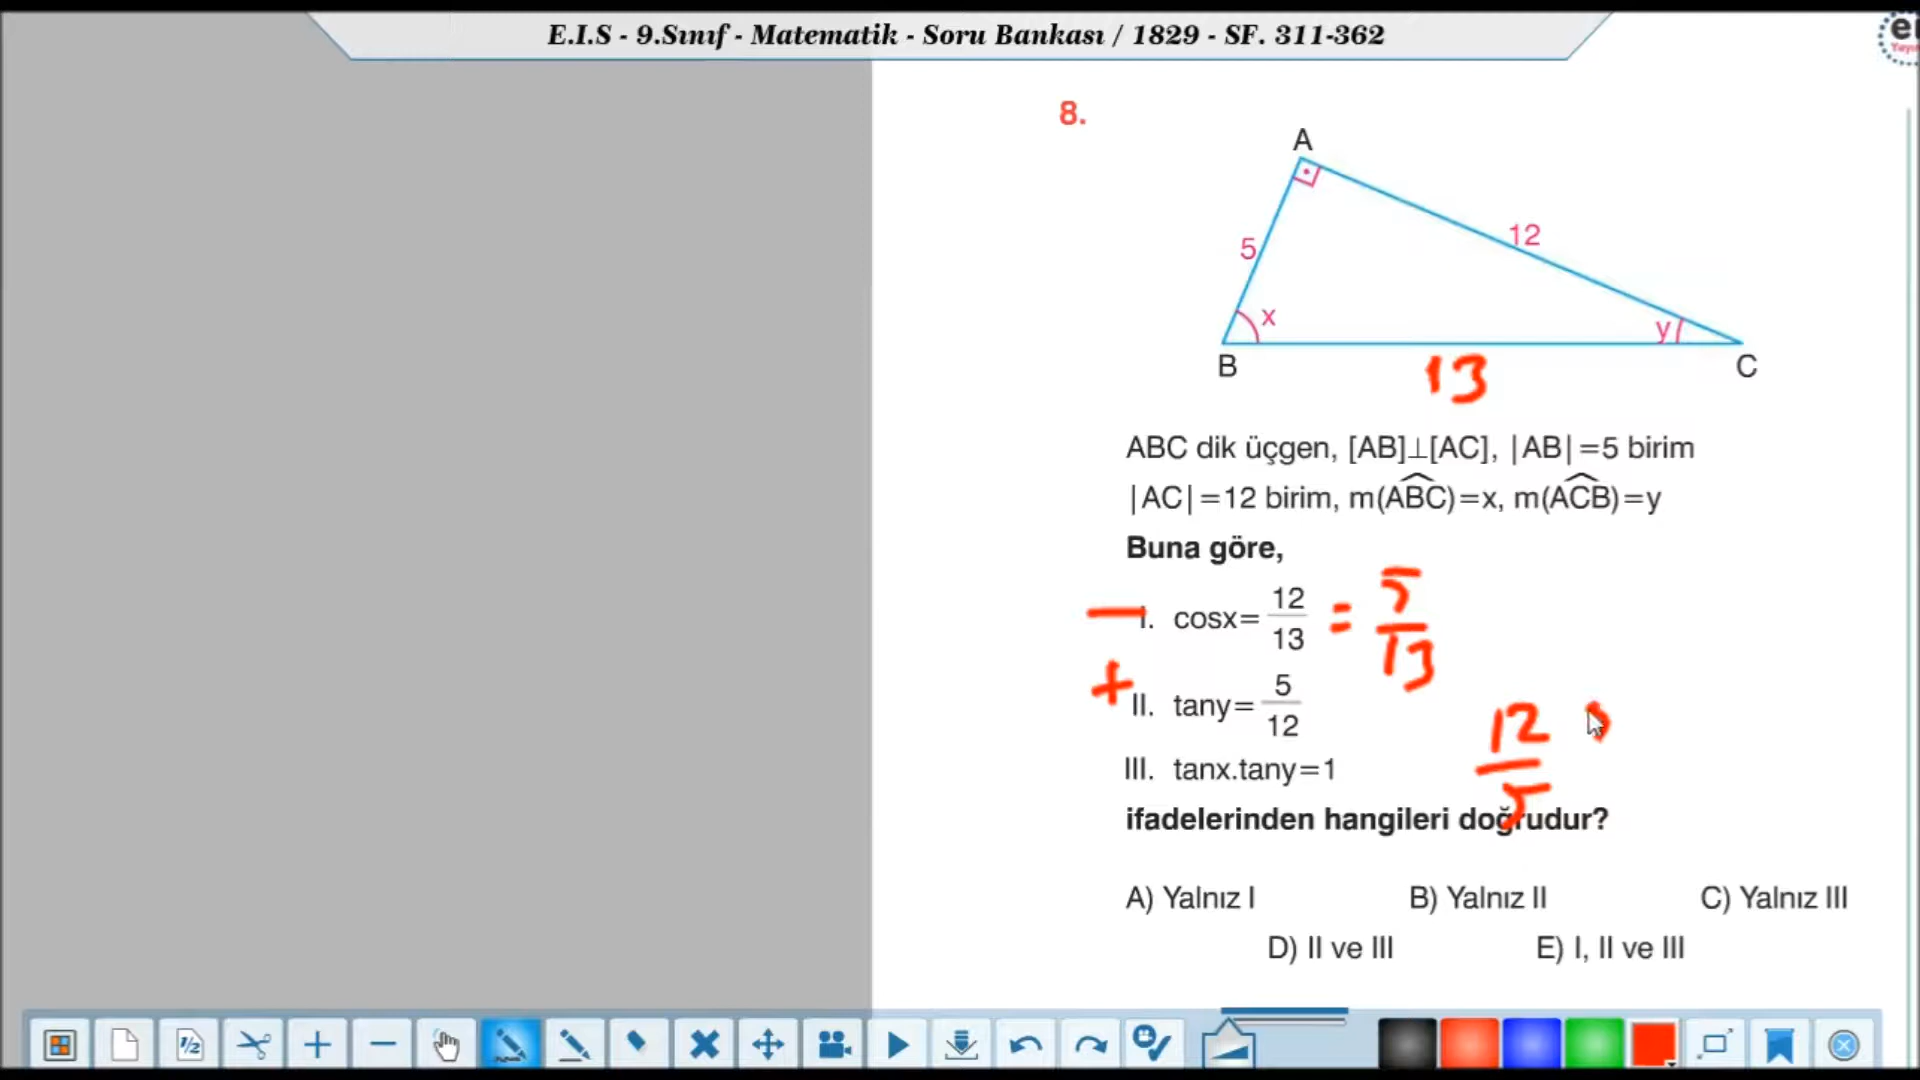 E.I.S - 9.Sınıf - Matematik - Soru Bankası / 1829 - SF. 311-362
8.
A
5
12
x
y
B
C
13
ABC dik üçgen, [AB]⊥[AC], |AB|=5 birim
|AC|=12 birim, m(ABC)=x, m(ACB)=y
Buna göre,
– I. cosx= 12/13 = 5/13
+ II. tany= 5/12
12/5
III. tanx.tany=1
ifadelerinden hangileri doğrudur?
A) Yalnız I B) Yalnız II C) Yalnız III
D) II ve III E) I, II ve III
1/2